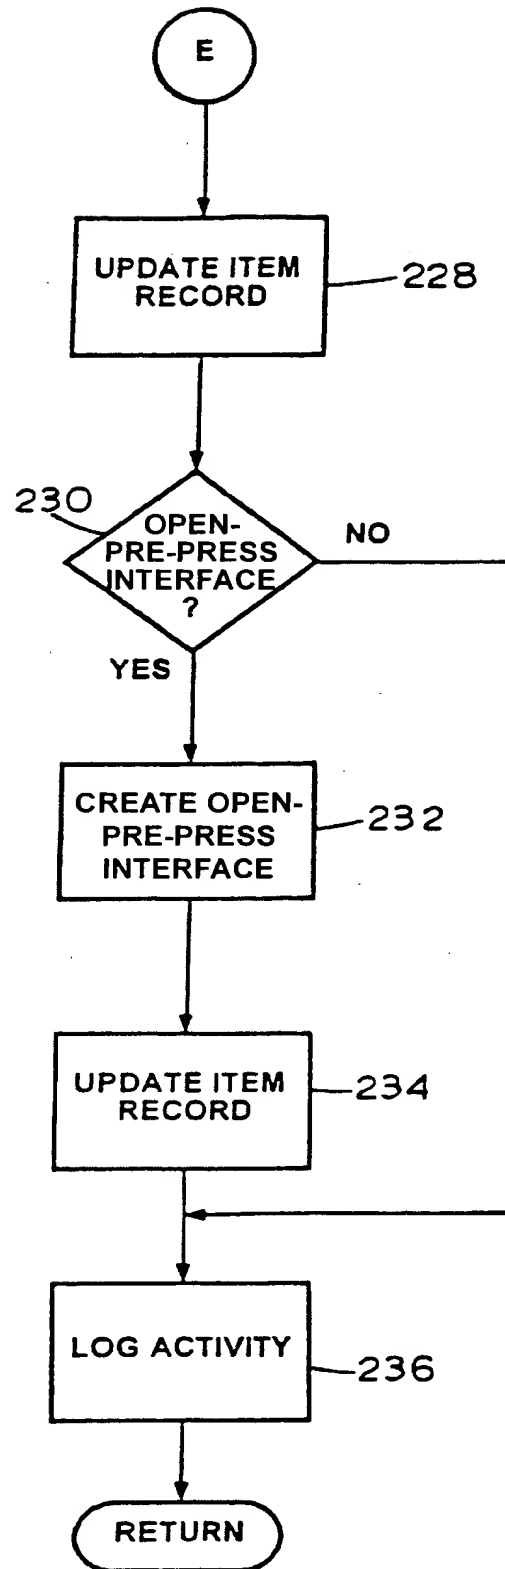 E
UPDATE ITEM
RECORD
228
230
OPEN-
PRE-PRESS
INTERFACE
?
NO
YES
CREATE OPEN-
PRE-PRESS
INTERFACE
232
UPDATE ITEM
RECORD
234
LOG ACTIVITY
236
RETURN